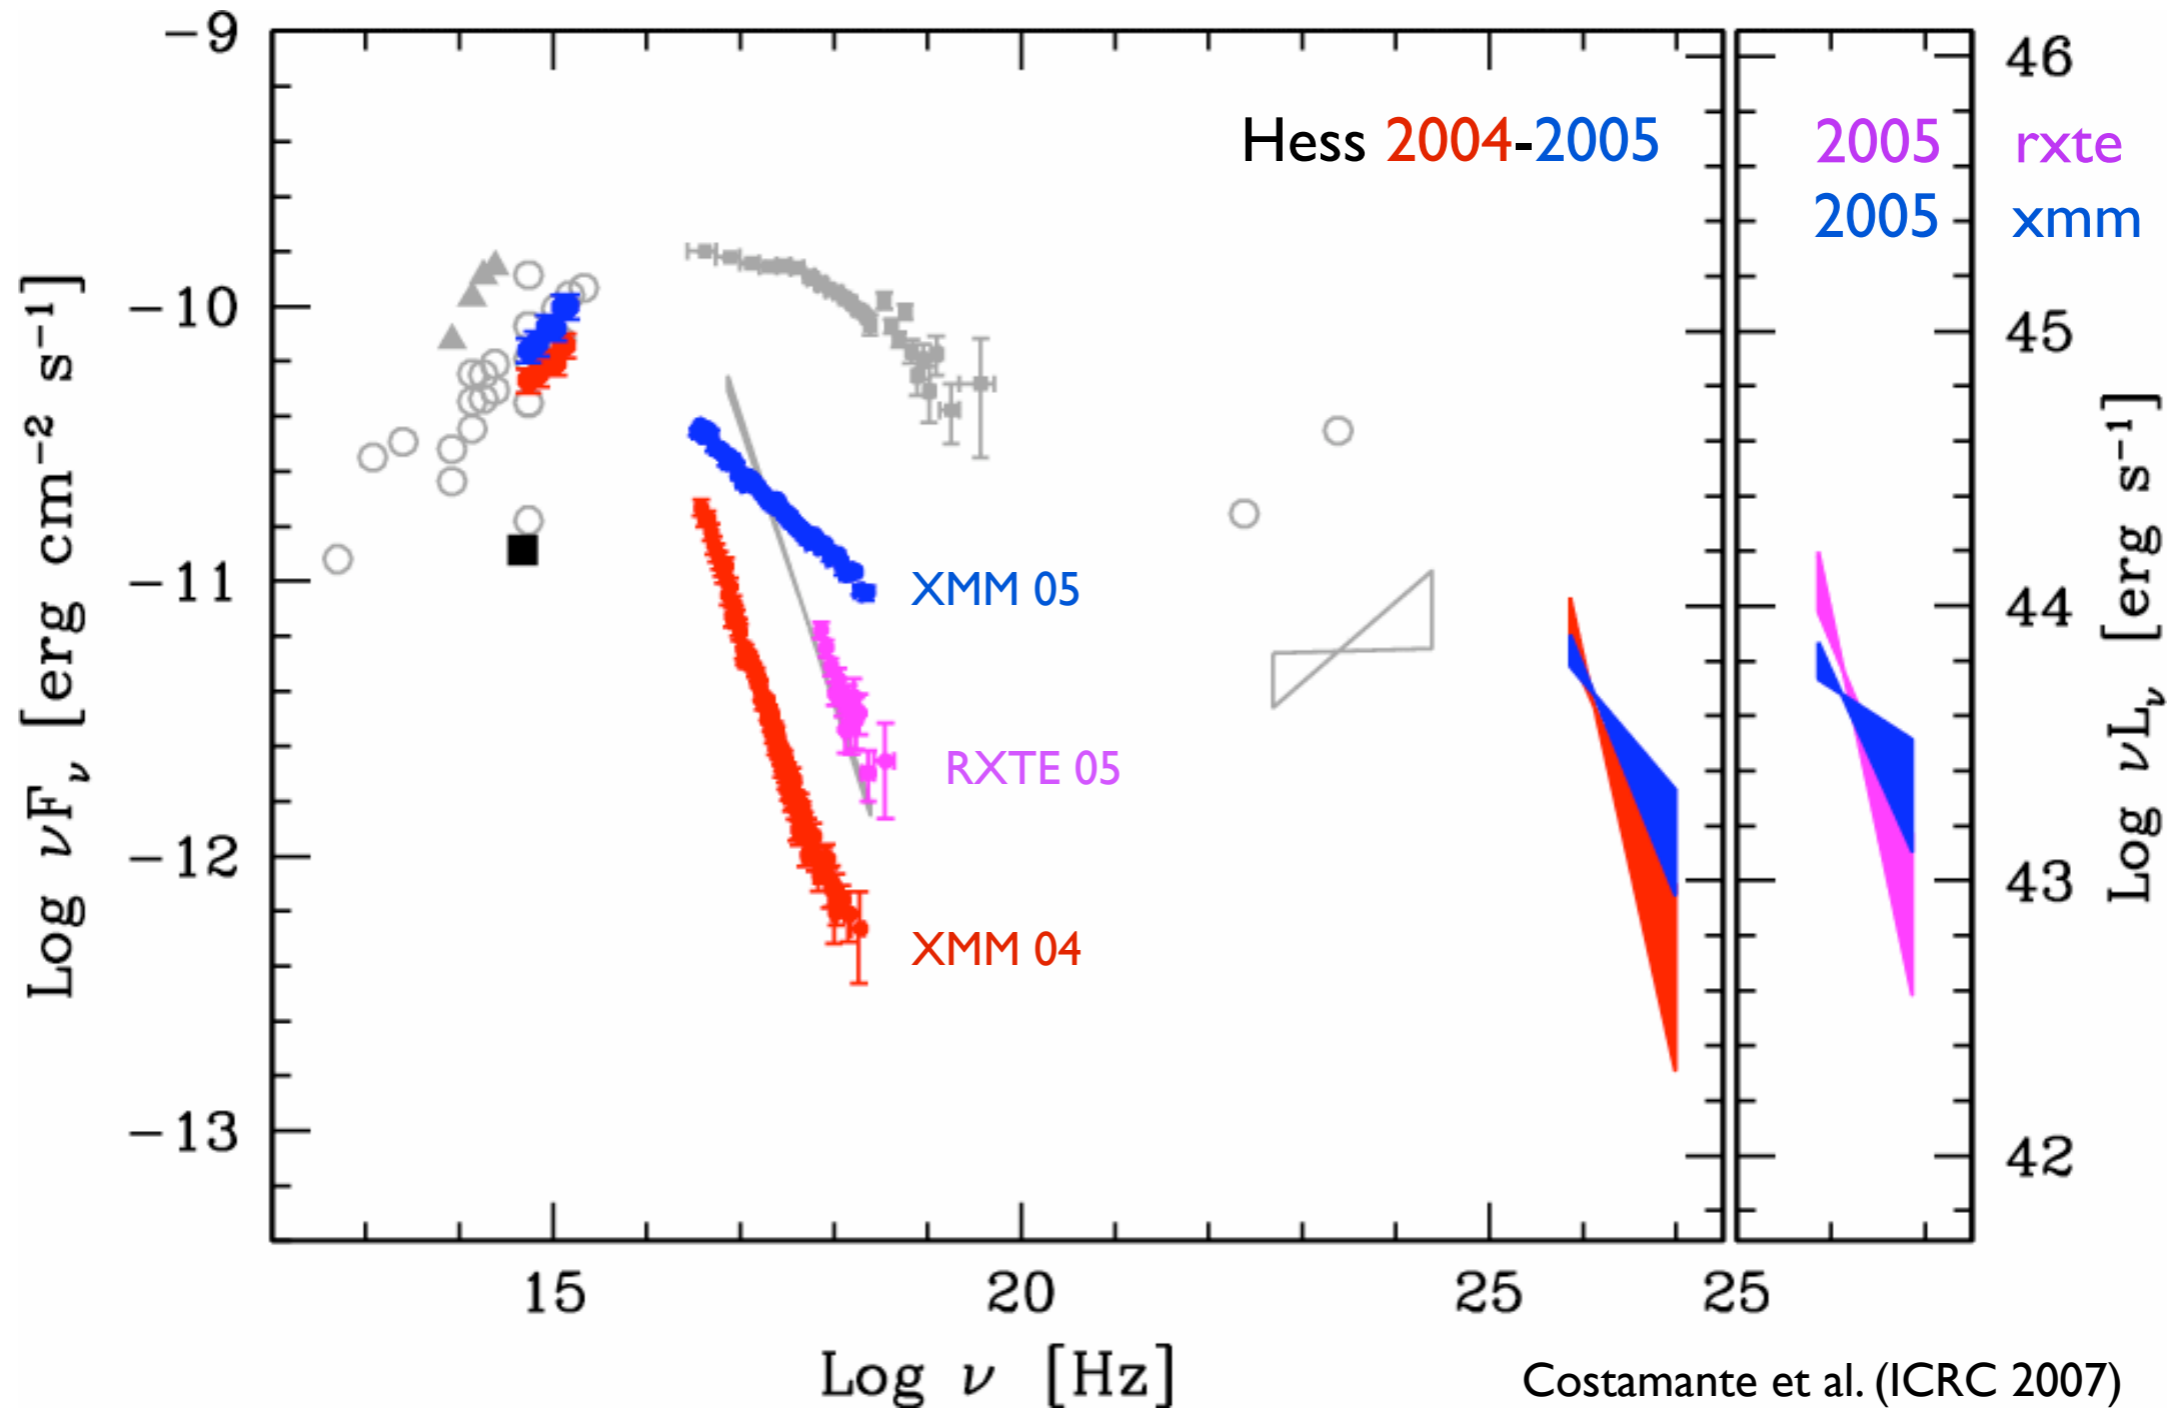 Log νFν [erg cm−2 s−1]
−9
−10
−11
−12
−13
Hess 2004-2005
2005 rxte
2005 xmm
XMM 05
RXTE 05
XMM 04
46
45
44
43
42
Log νLν [erg s−1]
15 20 25 25
Log ν [Hz]
Costamante et al. (ICRC 2007)